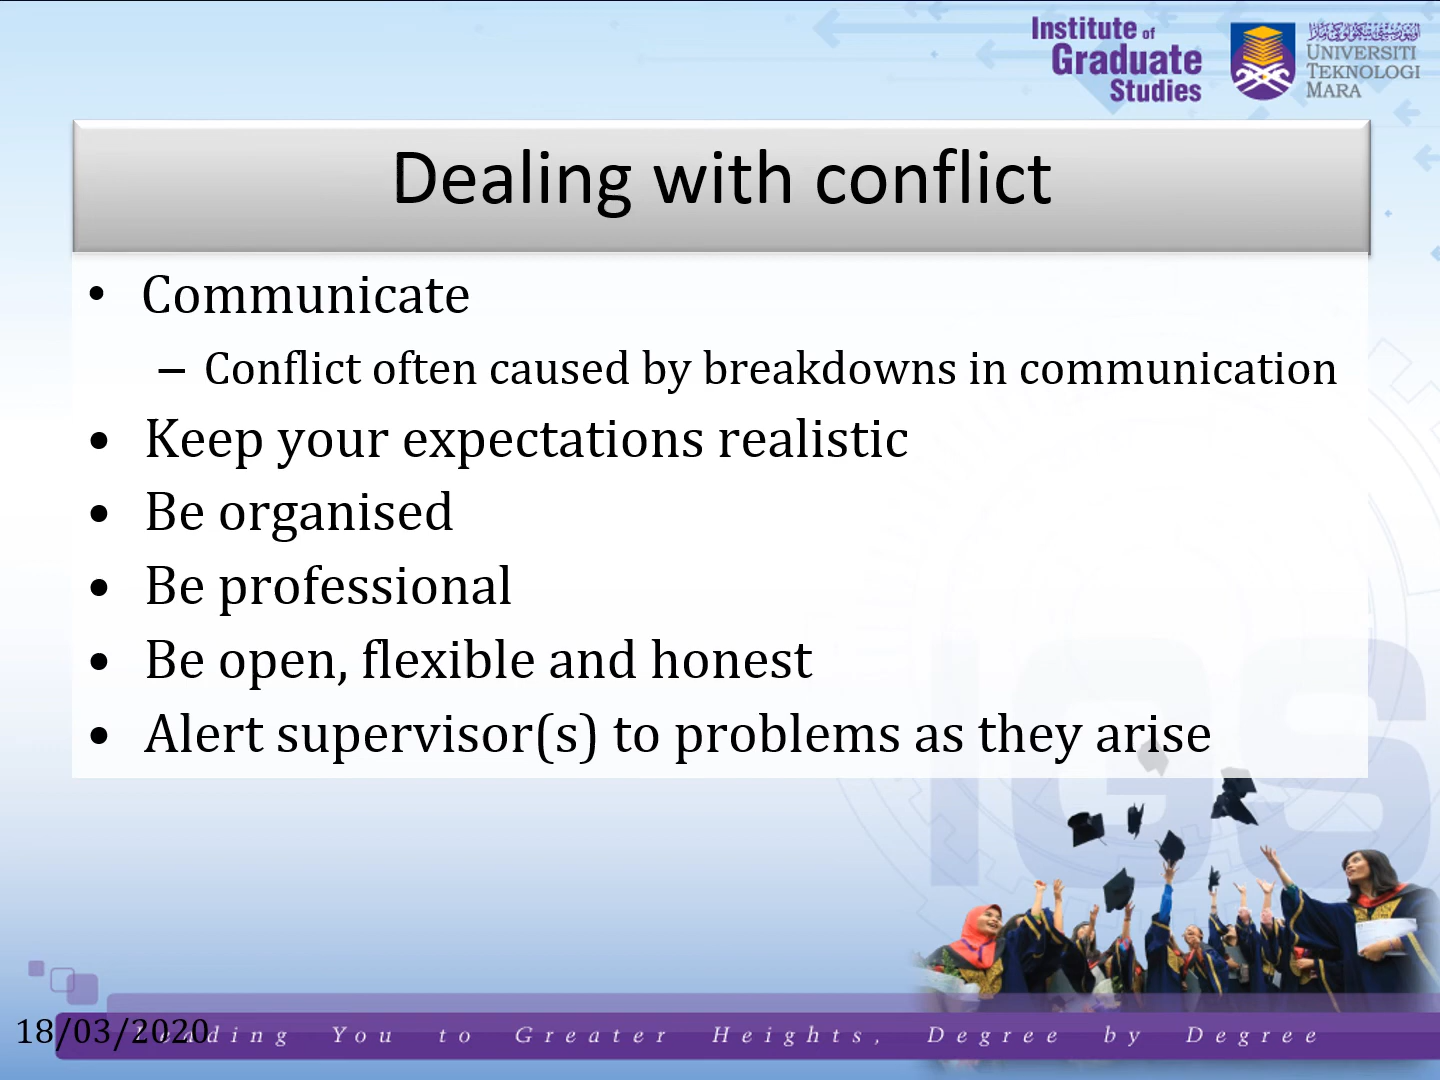 Institute of
Graduate
Studies
UNIVERSITI
TEKNOLOGI
MARA
Dealing with conflict
• Communicate
– Conflict often caused by breakdowns in communication
• Keep your expectations realistic
• Be organised
• Be professional
• Be open, flexible and honest
• Alert supervisor(s) to problems as they arise
IGS
18/03/2020
Leading You to Greater Heights, Degree by Degree